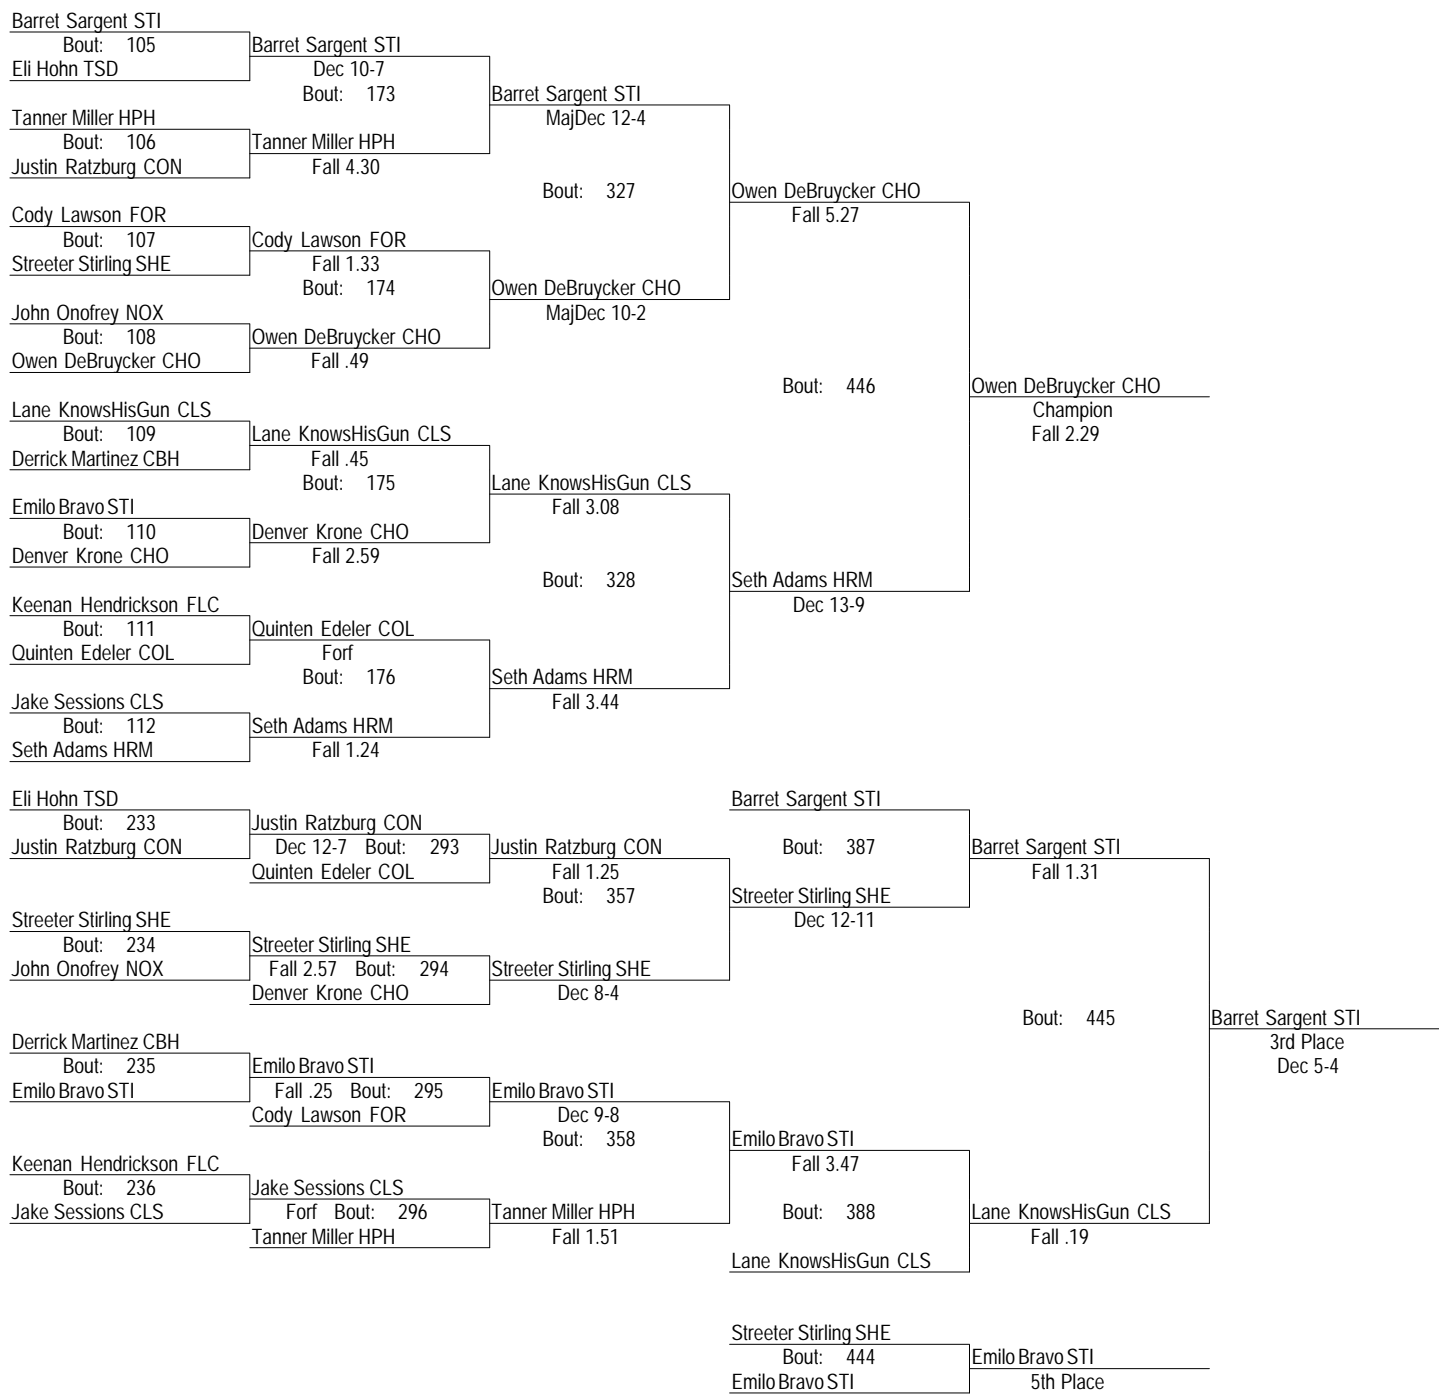 Barret Sargent STI
Bout: 105
Barret Sargent STI
Eli Hohn TSD
Dec 10-7
Bout: 173
Barret Sargent STI
Tanner Miller HPH
MajDec 12-4
Bout: 106
Tanner Miller HPH
Justin Ratzburg CON
Fall 4.30
Bout: 327
Owen DeBruycker CHO
Cody Lawson FOR
Fall 5.27
Bout: 107
Cody Lawson FOR
Streeter Stirling SHE
Fall 1.33
Bout: 174
Owen DeBruycker CHO
John Onofrey NOX
MajDec 10-2
Bout: 108
Owen DeBruycker CHO
Owen DeBruycker CHO
Fall .49
Bout: 446
Owen DeBruycker CHO
Lane KnowsHisGun CLS
Champion
Bout: 109
Lane KnowsHisGun CLS
Fall 2.29
Derrick Martinez CBH
Fall .45
Bout: 175
Lane KnowsHisGun CLS
Emilo Bravo STI
Fall 3.08
Bout: 110
Denver Krone CHO
Denver Krone CHO
Fall 2.59
Bout: 328
Seth Adams HRM
Keenan Hendrickson FLC
Dec 13-9
Bout: 111
Quinten Edeler COL
Quinten Edeler COL
Forf
Bout: 176
Seth Adams HRM
Jake Sessions CLS
Fall 3.44
Bout: 112
Seth Adams HRM
Seth Adams HRM
Fall 1.24
Eli Hohn TSD
Barret Sargent STI
Bout: 233
Justin Ratzburg CON
Justin Ratzburg CON
Dec 12-7 Bout: 293
Justin Ratzburg CON
Bout: 387
Barret Sargent STI
Quinten Edeler COL
Fall 1.25
Fall 1.31
Bout: 357
Streeter Stirling SHE
Streeter Stirling SHE
Dec 12-11
Bout: 234
Streeter Stirling SHE
John Onofrey NOX
Fall 2.57 Bout: 294
Streeter Stirling SHE
Denver Krone CHO
Dec 8-4
Bout: 445
Barret Sargent STI
Derrick Martinez CBH
3rd Place
Bout: 235
Emilo Bravo STI
Dec 5-4
Emilo Bravo STI
Fall .25 Bout: 295
Emilo Bravo STI
Cody Lawson FOR
Dec 9-8
Bout: 358
Emilo Bravo STI
Keenan Hendrickson FLC
Fall 3.47
Bout: 236
Jake Sessions CLS
Jake Sessions CLS
Forf Bout: 296
Tanner Miller HPH
Bout: 388
Lane KnowsHisGun CLS
Tanner Miller HPH
Fall 1.51
Fall .19
Lane KnowsHisGun CLS
Streeter Stirling SHE
Bout: 444
Emilo Bravo STI
Emilo Bravo STI
5th Place